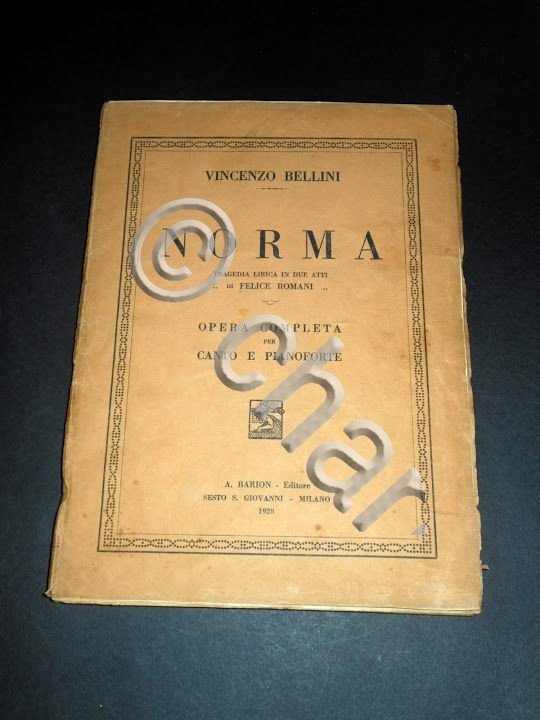 VINCENZO BELLINI
NORMA
TRAGEDIA LIRICA IN DUE ATTI
„ DI FELICE ROMANI „
OPERA COMPLETA
PER
CANTO E PIANOFORTE
A. BARION - Editore
SESTO S. GIOVANNI - MILANO
1928
© char